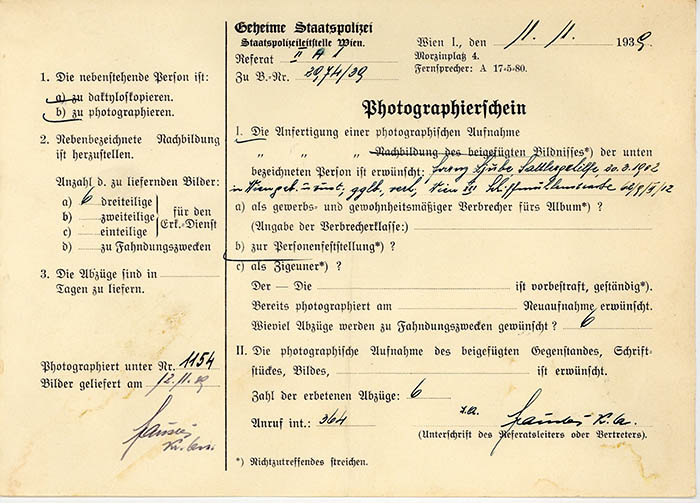 Geheime Staatspolizei
Staatspolizeileitstelle Wien.
Referat II A
Zu B.-Nr. 2974/39
Wien I., den 11. 11. 1939
Morzinplatz 4.
Fernsprecher: A 17-5-80.
1. Die nebenstehende Person ist:
a) zu daktyloskopieren.
b) zu photographieren.
2. Nebenbezeichnete Nachbildung
ist herzustellen.
Anzahl d. zu liefernden Bilder:
a) 6 dreiteilige
b) zweiteilige
c) einteilige
für den
Erk.-Dienst
d) zu Fahndungszwecken
3. Die Abzüge sind in
Tagen zu liefern.
Photographiert unter Nr. 1154
Bilder geliefert am 12. 11. 39
Photographierschein
I. Die Anfertigung einer photographischen Aufnahme
" " " Nachbildung des beigefügten Bildnisses*) der unten
bezeichneten Person ist erwünscht:
in Wien geb.
a) als gewerbs- und gewohnheitsmäßiger Verbrecher fürs Album*) ?
(Angabe der Verbrecherklasse:)
b) zur Personenfeststellung*) ?
c) als Zigeuner*) ?
Der — Die ist vorbestraft, geständig*).
Bereits photographiert am Neuaufnahme erwünscht.
Wieviel Abzüge werden zu Fahndungszwecken gewünscht ? 6
II. Die photographische Aufnahme des beigefügten Gegenstandes, Schrift-
stückes, Bildes, ist erwünscht.
Zahl der erbetenen Abzüge: 6
Anruf int.: 364
I.A.
(Unterschrift des Referatsleiters oder Vertreters).
*) Nichtzutreffendes streichen.